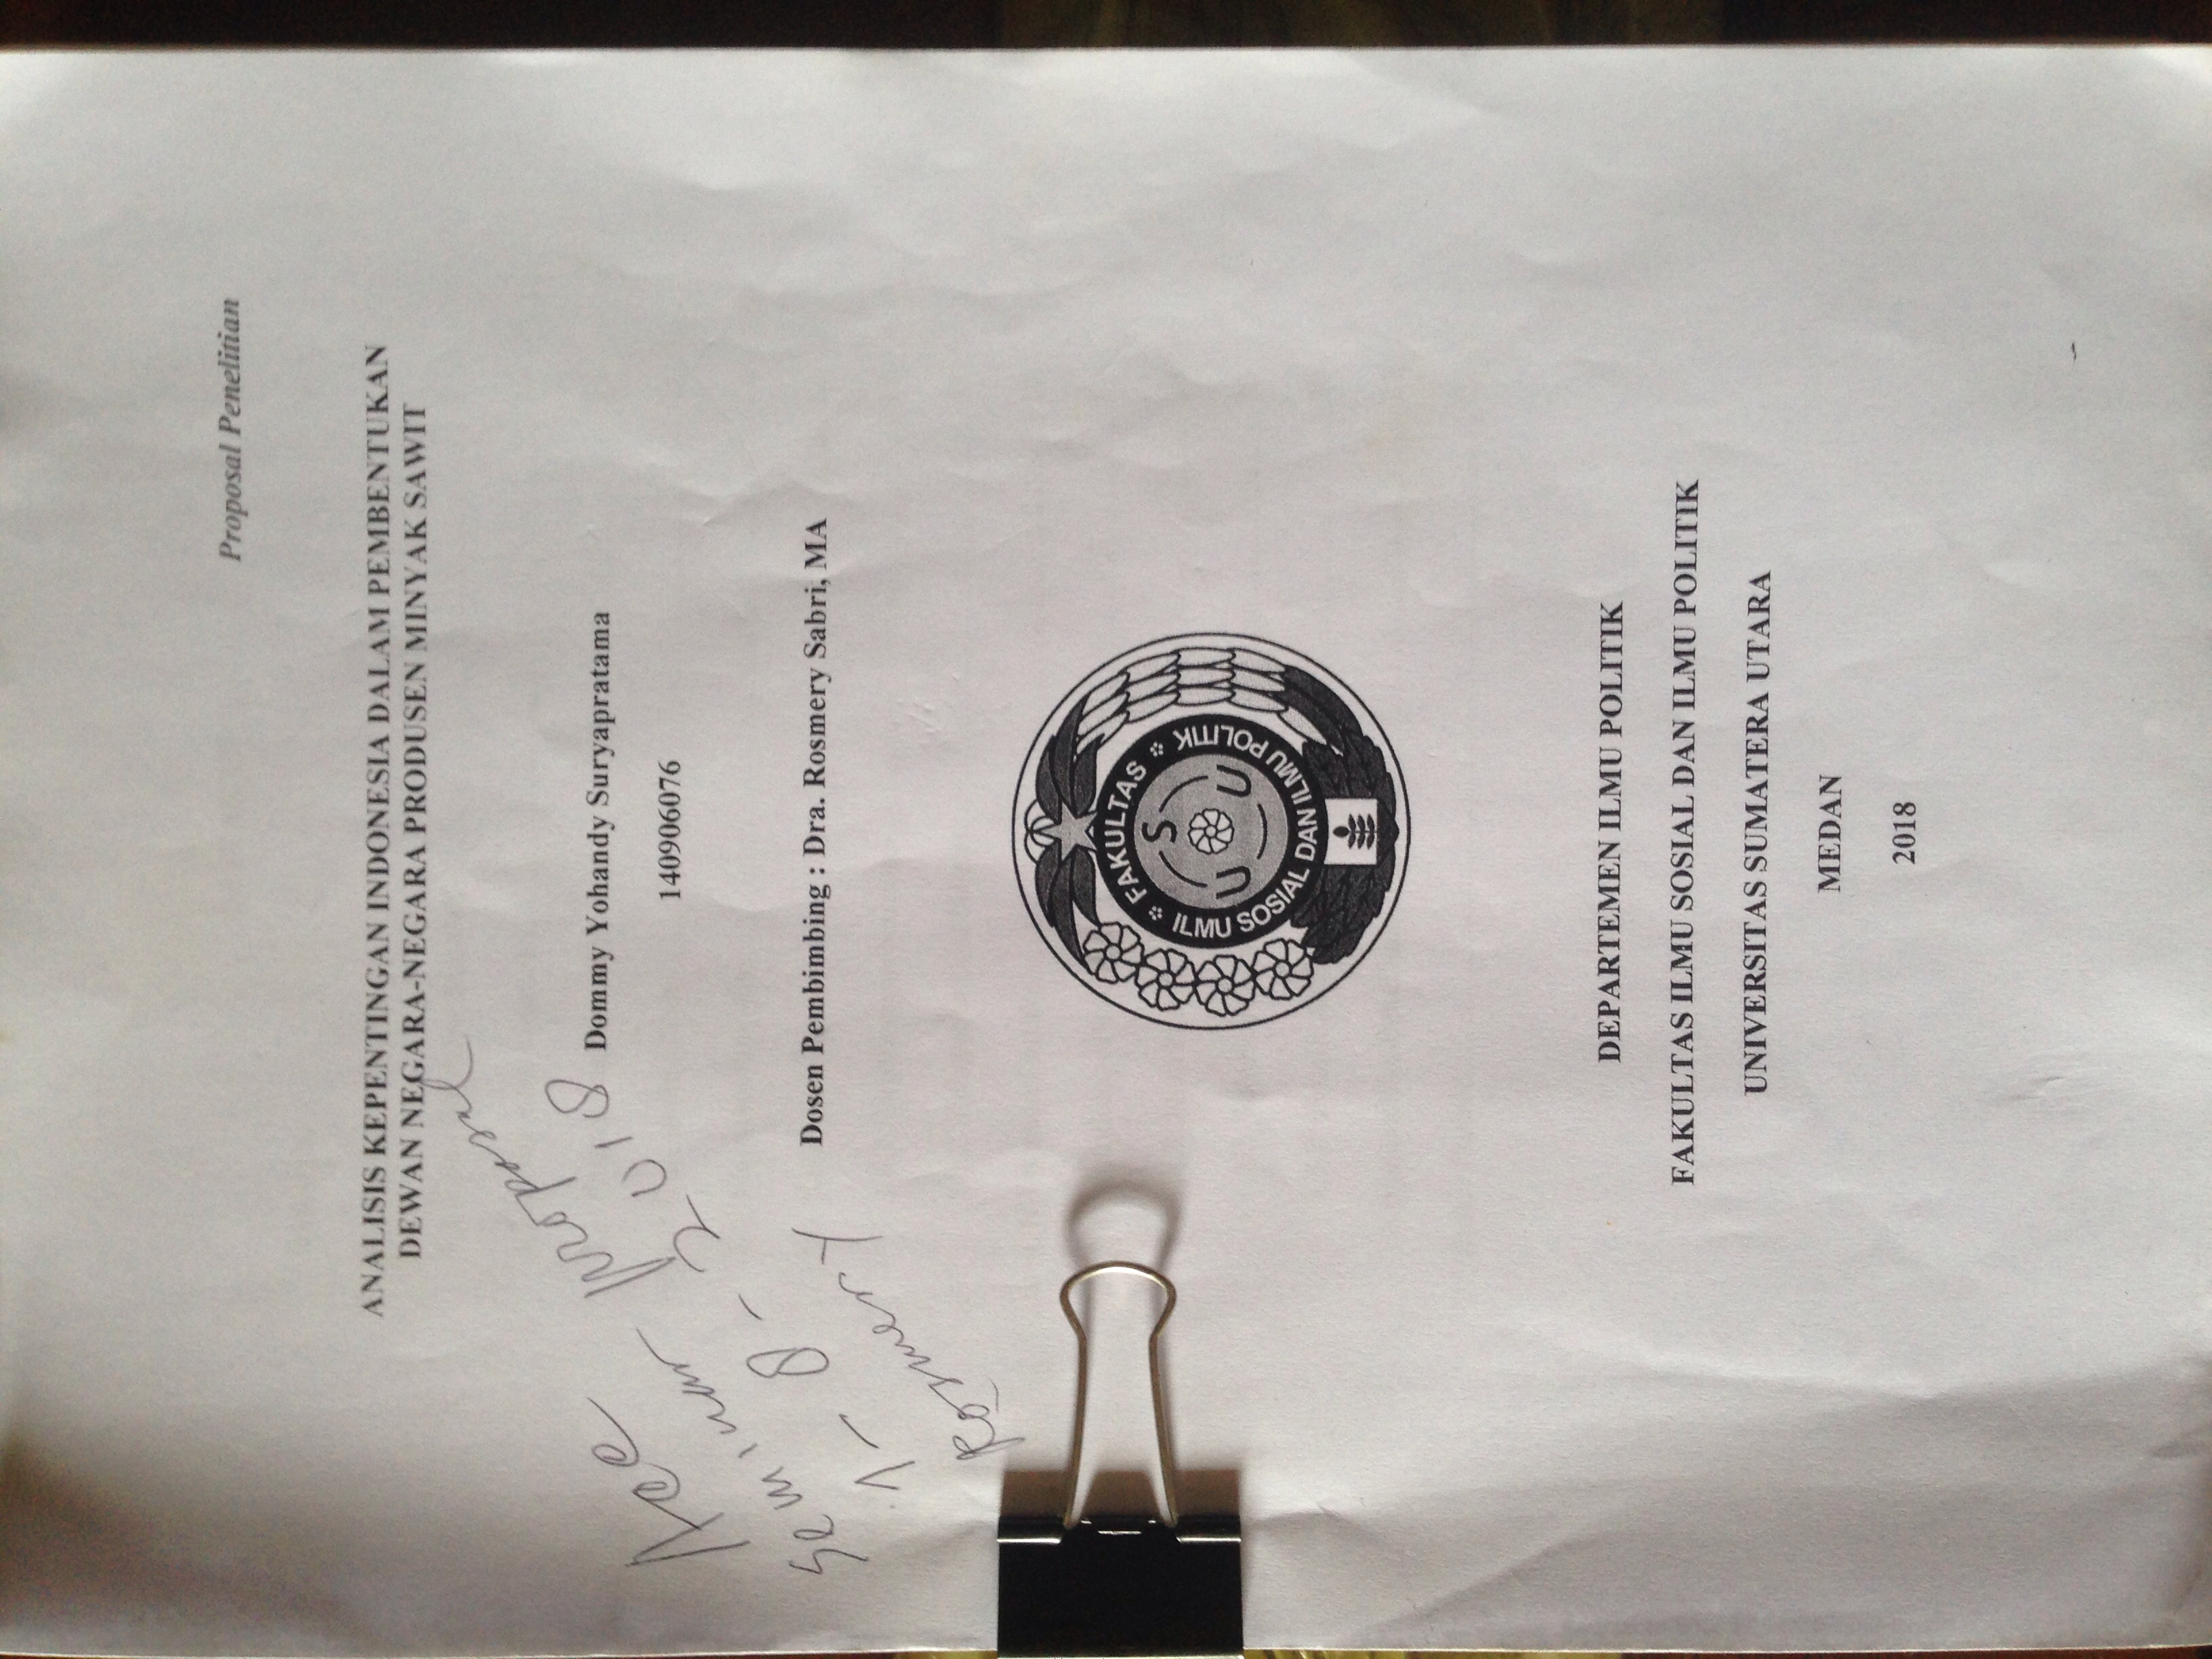 Proposal Penelitian
ANALISIS KEPENTINGAN INDONESIA DALAM PEMBENTUKAN
DEWAN NEGARA-NEGARA PRODUSEN MINYAK SAWIT
Acc
Seminar proposal
1-8-2018
Rosmery
Dommy Yohandy Suryapratama
140906076
Dosen Pembimbing : Dra. Rosmery Sabri, MA
FAKULTAS
ILMU SOSIAL DAN ILMU POLITIK
U S U
DEPARTEMEN ILMU POLITIK
FAKULTAS ILMU SOSIAL DAN ILMU POLITIK
UNIVERSITAS SUMATERA UTARA
MEDAN
2018